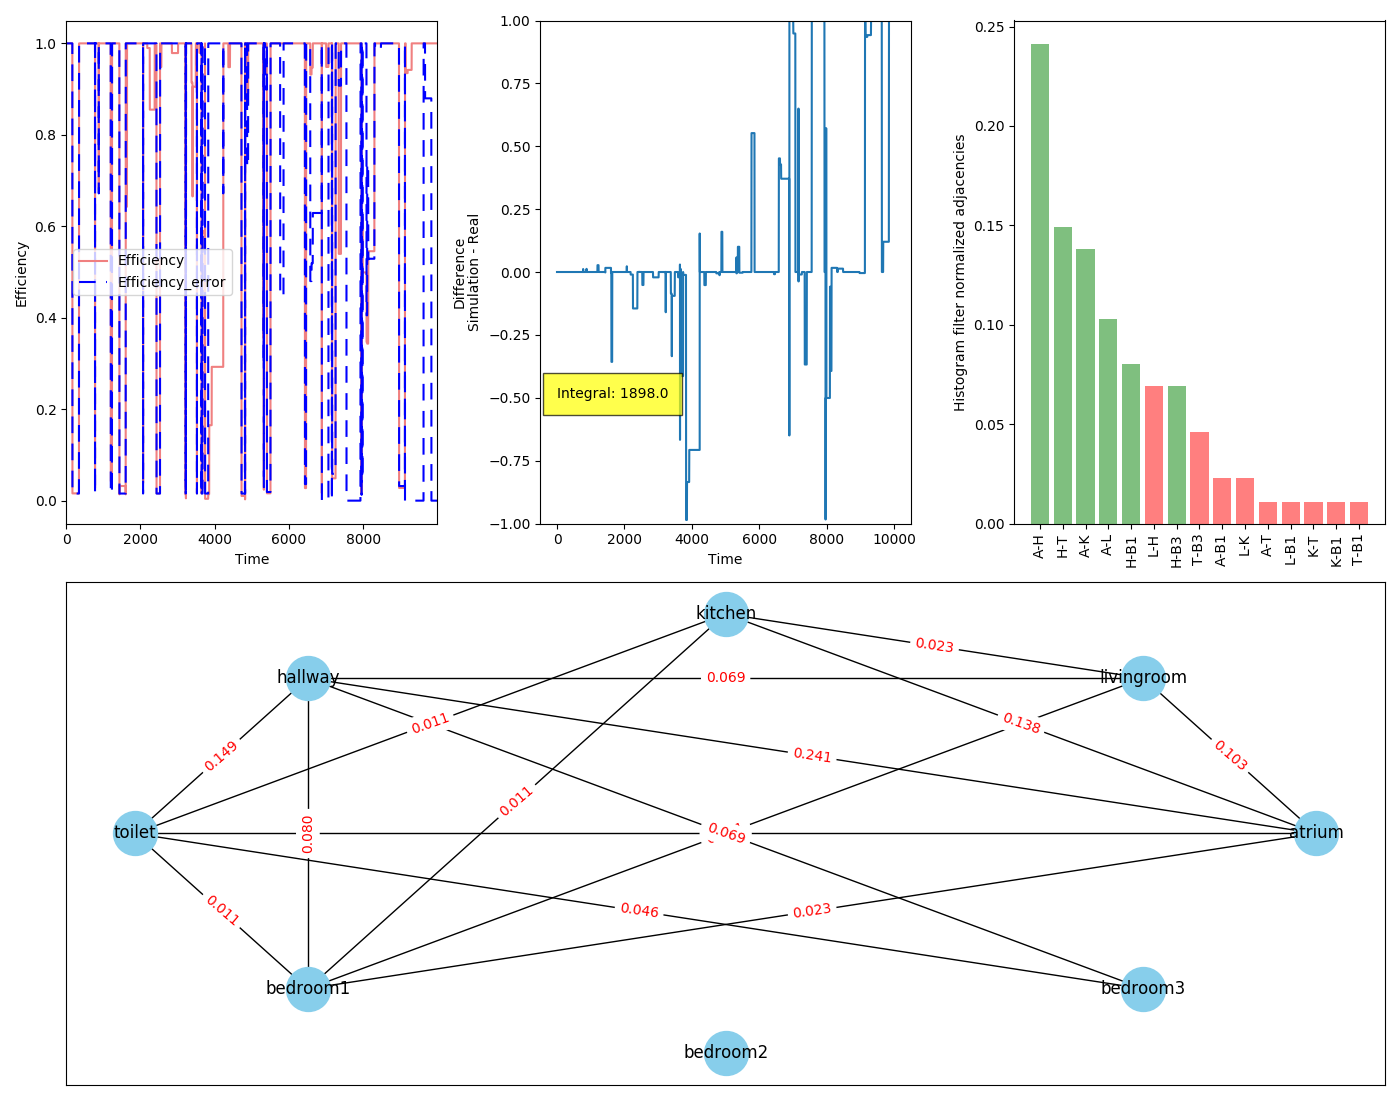 1.0
0.8
0.6
0.4
0.2
0.0
Efficiency
Efficiency
Efficiency_error
0
2000
4000
6000
8000
Time
1.00
0.75
0.50
0.25
0.00
−0.25
−0.50
−0.75
−1.00
Difference
Simulation - Real
Integral: 1898.0
0
2000
4000
6000
8000
10000
Time
0.25
0.20
0.15
0.10
0.05
0.00
Histogram filter normalized adjacencies
A-H
H-T
A-K
A-L
H-B1
L-H
H-B3
T-B3
A-B1
L-K
A-T
L-B1
K-T
K-B1
T-B1
kitchen
0.023
hallway
0.069
livingroom
0.011
0.138
0.149
0.241
0.103
0.011
toilet
0.080
0.069
atrium
0.011
0.046
0.023
bedroom1
bedroom3
bedroom2